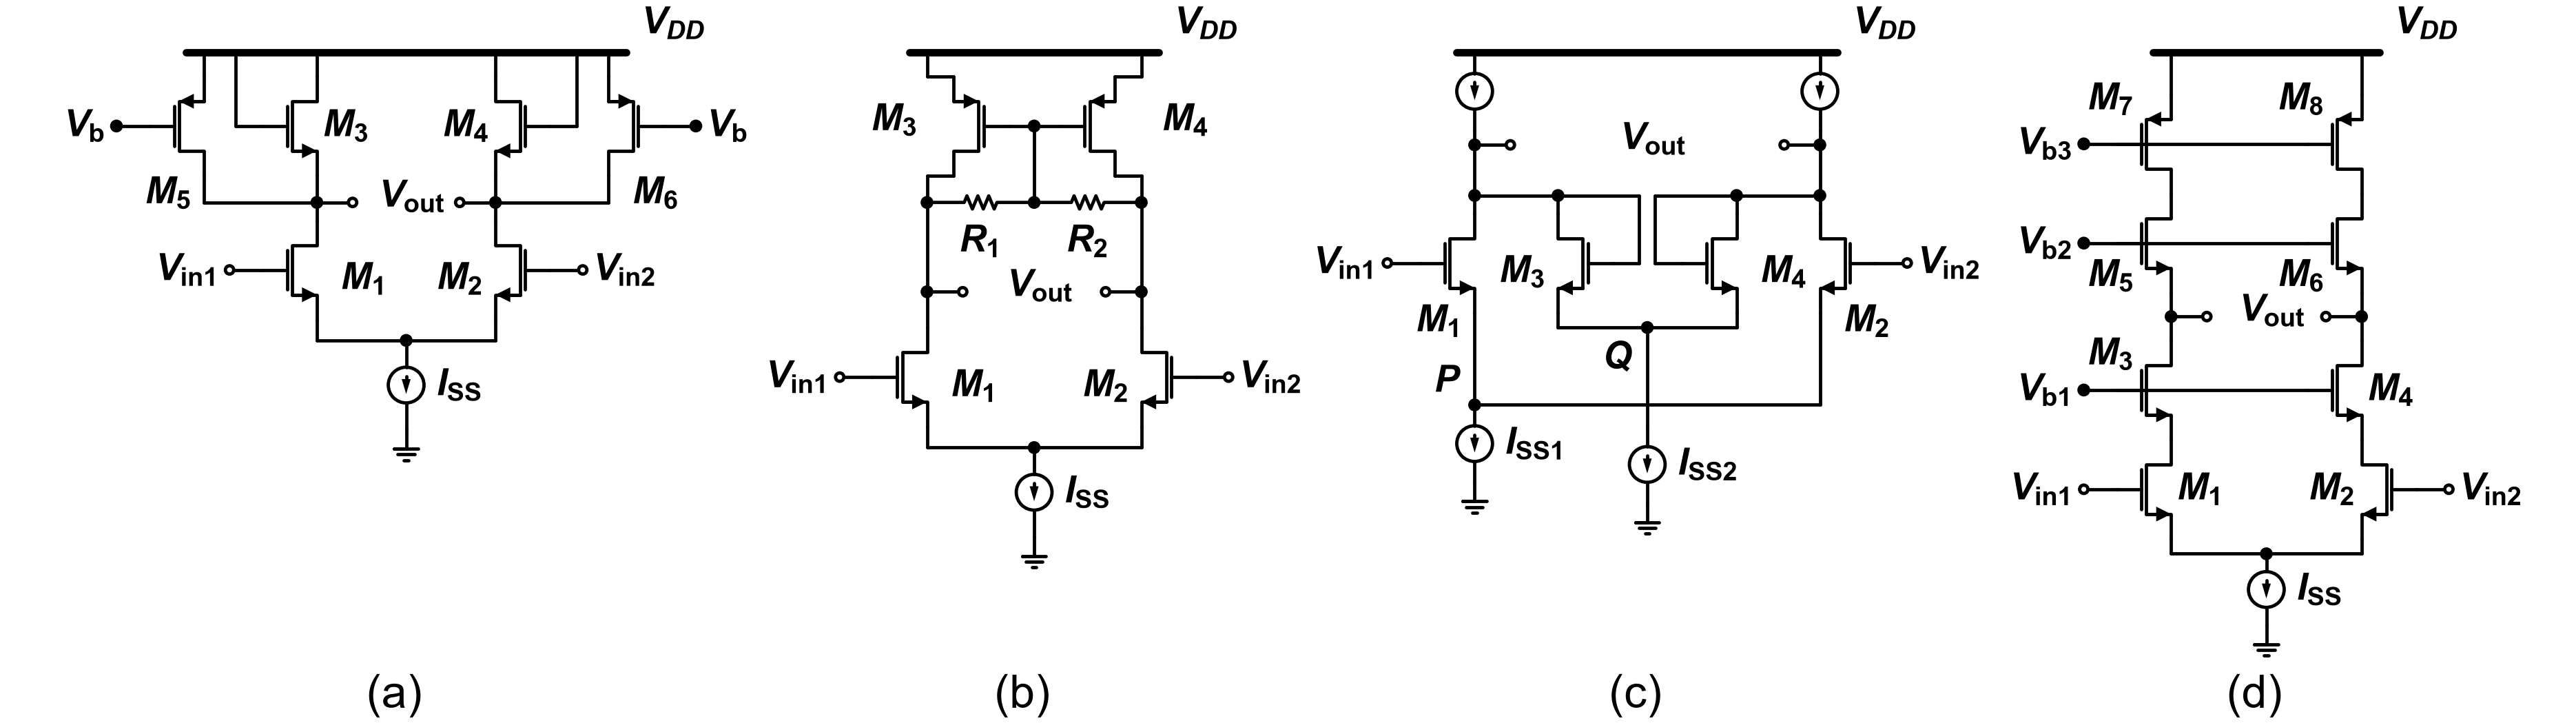 VDD
Vb
M3
M4
Vb
M5
Vout
M6
Vin1
M1
M2
Vin2
ISS
(a)
VDD
M3
M4
R1
R2
Vout
Vin1
M1
M2
Vin2
ISS
(b)
VDD
Vout
Vin1
M3
M4
Vin2
M1
M2
Q
P
ISS1
ISS2
(c)
VDD
M7
M8
Vb3
Vb2
M5
M6
Vout
M3
Vb1
M4
Vin1
M1
M2
Vin2
ISS
(d)